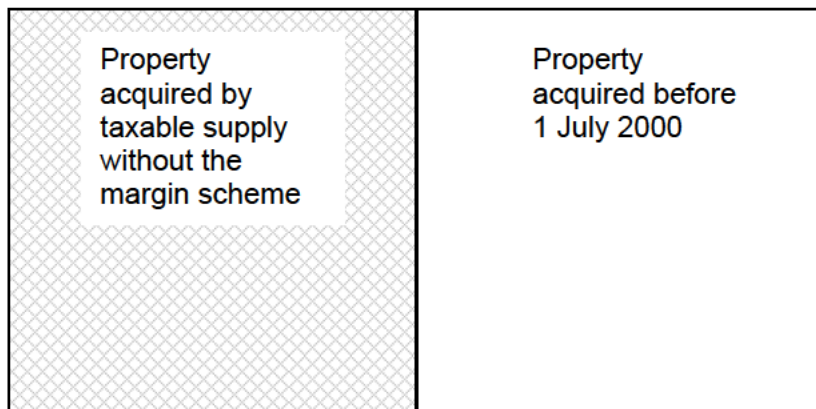 Property
acquired by
taxable supply
without the
margin scheme
Property
acquired before
1 July 2000